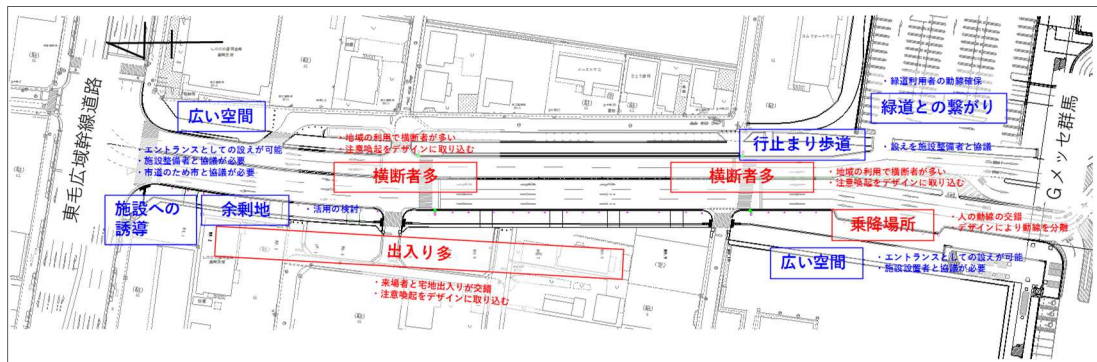 東毛広域幹線道路
広い空間
・エントランスとしての設えが可能
・施設整備者と協議が必要
・市道のため市と協議が必要
・地域の利用で横断者が多い
・注意喚起をデザインに取り込む
横断者多
行止まり歩道
・緑道利用者の動線確保
緑道との繋がり
・設えを施設整備者と協議
Gメッセ群馬
横断者多
・地域の利用で横断者が多い
・注意喚起をデザインに取り込む
施設への
誘導
余剰地
・活用の検討
出入り多
・来場者と宅地出入りが交錯
・注意喚起をデザインに取り込む
乗降場所
・人の動線の交錯
・デザインにより動線を分離
広い空間
・エントランスとしての設えが可能
・施設設置者と協議が必要